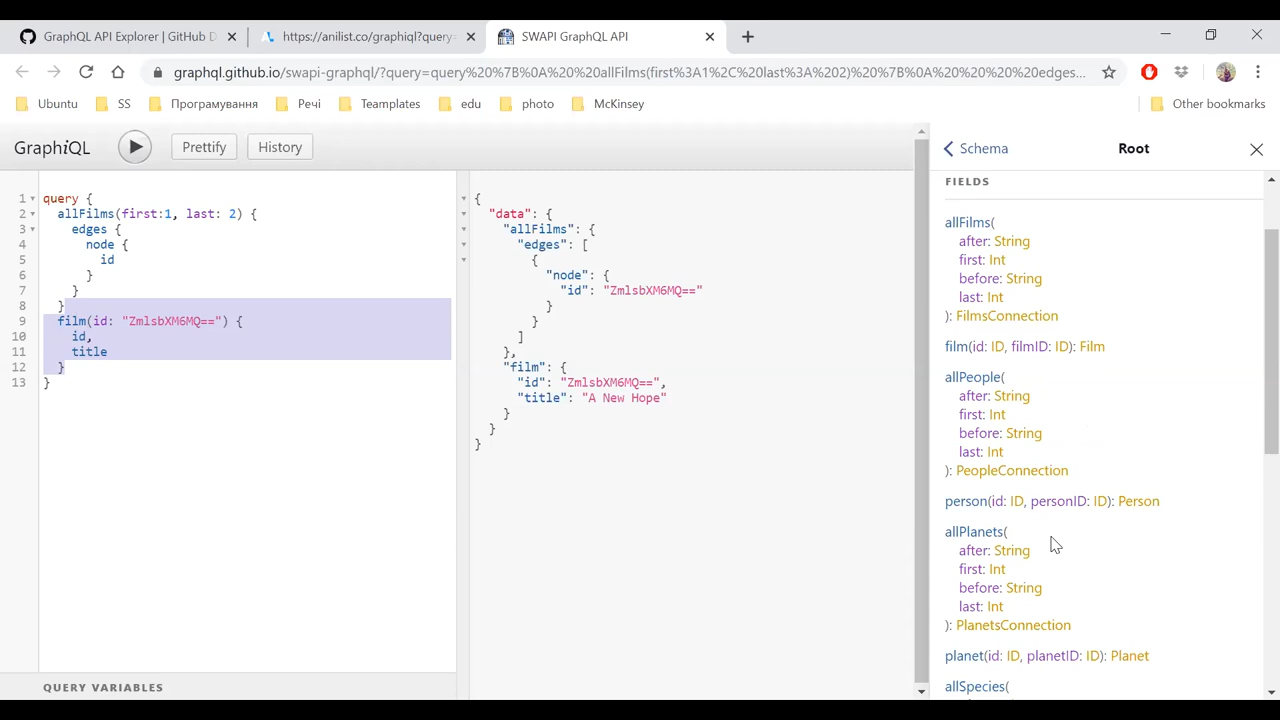 GraphQL API Explorer | GitHub D
https://anilist.co/graphiql?query=
SWAPI GraphQL API
graphql.github.io/swapi-graphql/?query=query%20%7B%0A%20%20allFilms(first%3A1%2C%20last%3A%202)%20%7B%0A%20%20%20%20edges...
Ubuntu
SS
Програмування
Речі
Teamplates
edu
photo
McKinsey
Other bookmarks
GraphiQL
Prettify
History
1 query {
2 allFilms(first:1, last: 2) {
3 edges {
4 node {
5 id
6 }
7 }
8 }
9 film(id: "ZmlsbXM6MQ==") {
10 id,
11 title
12 }
13 }
QUERY VARIABLES
{
"data": {
"allFilms": {
"edges": [
{
"node": {
"id": "ZmlsbXM6MQ=="
}
}
]
},
"film": {
"id": "ZmlsbXM6MQ==",
"title": "A New Hope"
}
}
}
Schema
Root
FIELDS
allFilms(
after: String
first: Int
before: String
last: Int
): FilmsConnection
film(id: ID, filmID: ID): Film
allPeople(
after: String
first: Int
before: String
last: Int
): PeopleConnection
person(id: ID, personID: ID): Person
allPlanets(
after: String
first: Int
before: String
last: Int
): PlanetsConnection
planet(id: ID, planetID: ID): Planet
allSpecies(